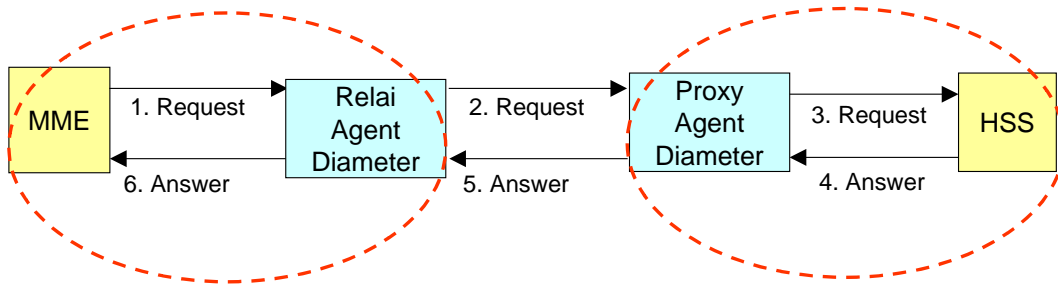 MME
1. Request
6. Answer
Relai
Agent
Diameter
2. Request
5. Answer
Proxy
Agent
Diameter
3. Request
4. Answer
HSS